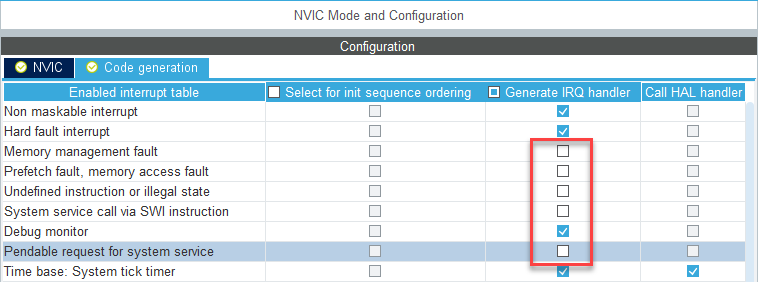 NVIC Mode and Configuration
Configuration
NVIC Code generation
Enabled interrupt table Select for init sequence ordering Generate IRQ handler Call HAL handler
Non maskable interrupt
Hard fault interrupt
Memory management fault
Prefetch fault, memory access fault
Undefined instruction or illegal state
System service call via SWI instruction
Debug monitor
Pendable request for system service
Time base: System tick timer